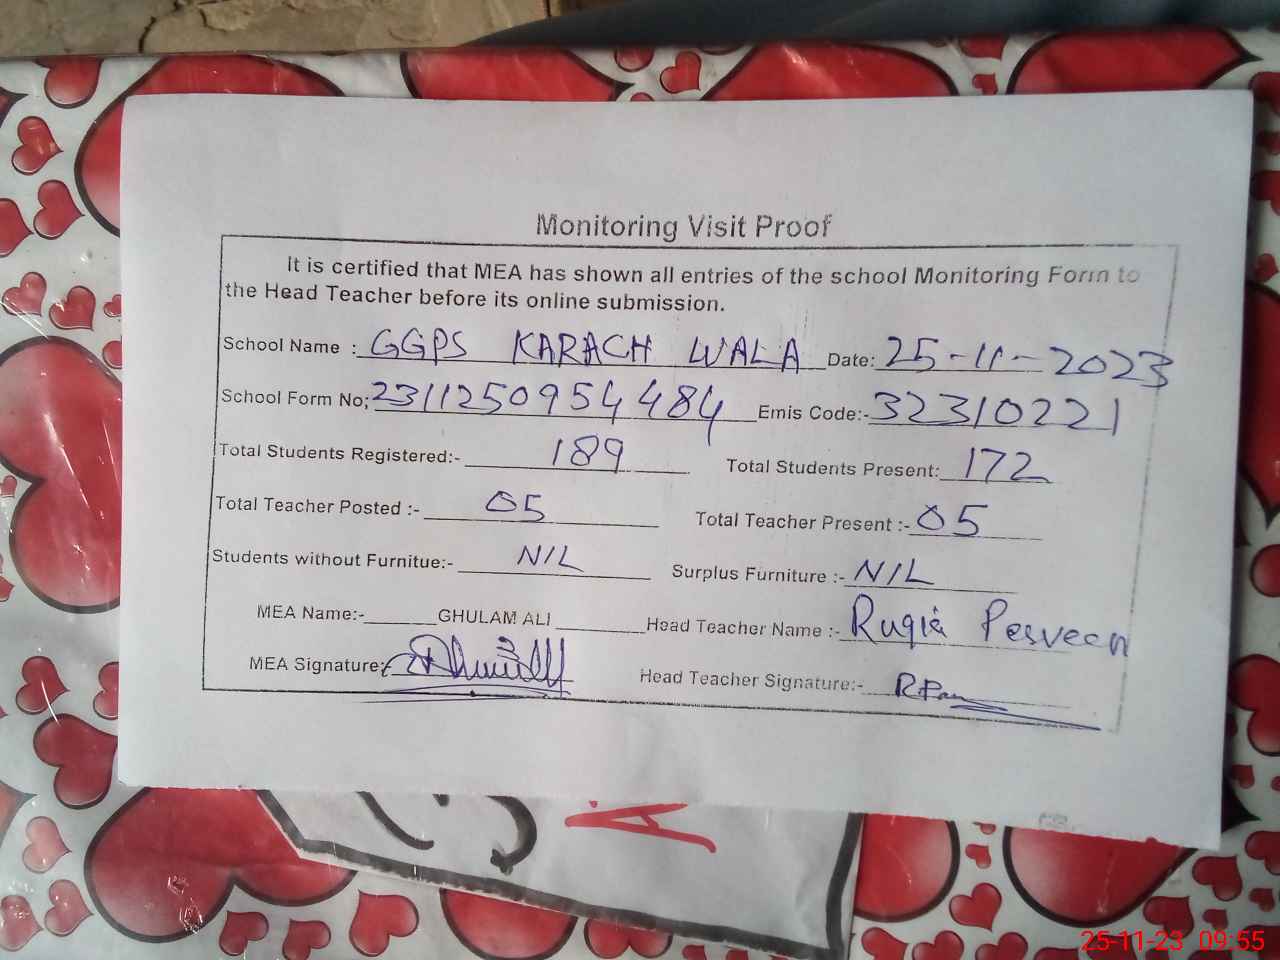 Monitoring Visit Proof
It is certified that MEA has shown all entries of the school Monitoring Form to
the Head Teacher before its online submission.
School Name : GGPS KARACH WALA Date: 25-11-2023
School Form No; 2311250954484 Emis Code:- 32310221
Total Students Registered:- 189 Total Students Present: 172
Total Teacher Posted :- 05 Total Teacher Present :- 05
Students without Furnitue:- NIL Surplus Furniture :- NIL
MEA Name:- GHULAM ALI Head Teacher Name :- Ruqia Perveen
MEA Signature: Head Teacher Signature:-
25-11-23 09:55